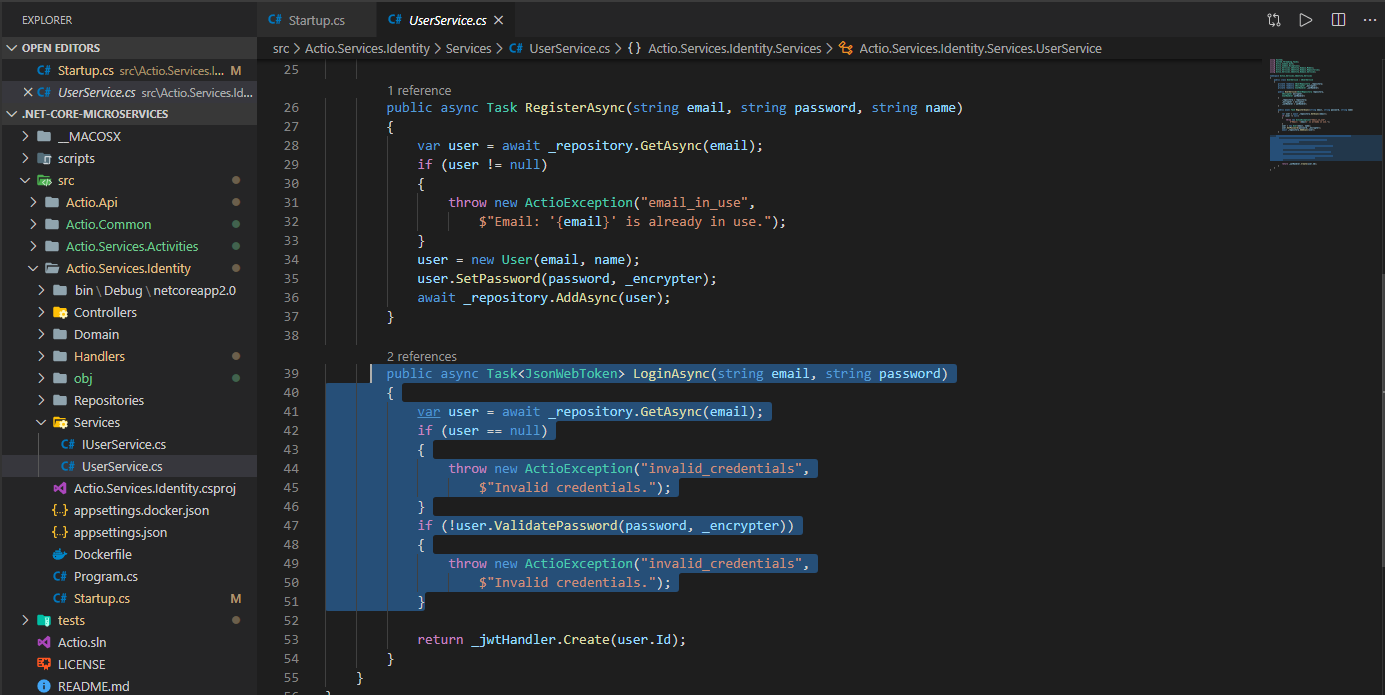 EXPLORER
OPEN EDITORS
Startup.cs src\Actio.Services.I... M
UserService.cs src\Actio.Services.Id...
.NET-CORE-MICROSERVICES
__MACOSX
scripts
src
Actio.Api
Actio.Common
Actio.Services.Activities
Actio.Services.Identity
bin \ Debug \ netcoreapp2.0
Controllers
Domain
Handlers
obj
Repositories
Services
C# IUserService.cs
C# UserService.cs
Actio.Services.Identity.csproj
{..} appsettings.docker.json
{..} appsettings.json
Dockerfile
C# Program.cs
C# Startup.cs M
tests
Actio.sln
LICENSE
README.md
C# Startup.cs
C# UserService.cs
src > Actio.Services.Identity > Services > C# UserService.cs > {} Actio.Services.Identity.Services > Actio.Services.Identity.Services.UserService
25
1 reference
26 public async Task RegisterAsync(string email, string password, string name)
27 {
28 var user = await _repository.GetAsync(email);
29 if (user != null)
30 {
31 throw new ActioException("email_in_use",
32 $"Email: '{email}' is already in use.");
33 }
34 user = new User(email, name);
35 user.SetPassword(password, _encrypter);
36 await _repository.AddAsync(user);
37 }
38
2 references
39 public async Task<JsonWebToken> LoginAsync(string email, string password)
40 {
41 var user = await _repository.GetAsync(email);
42 if (user == null)
43 {
44 throw new ActioException("invalid_credentials",
45 $"Invalid credentials.");
46 }
47 if (!user.ValidatePassword(password, _encrypter))
48 {
49 throw new ActioException("invalid_credentials",
50 $"Invalid credentials.");
51 }
52
53 return _jwtHandler.Create(user.Id);
54 }
55 }